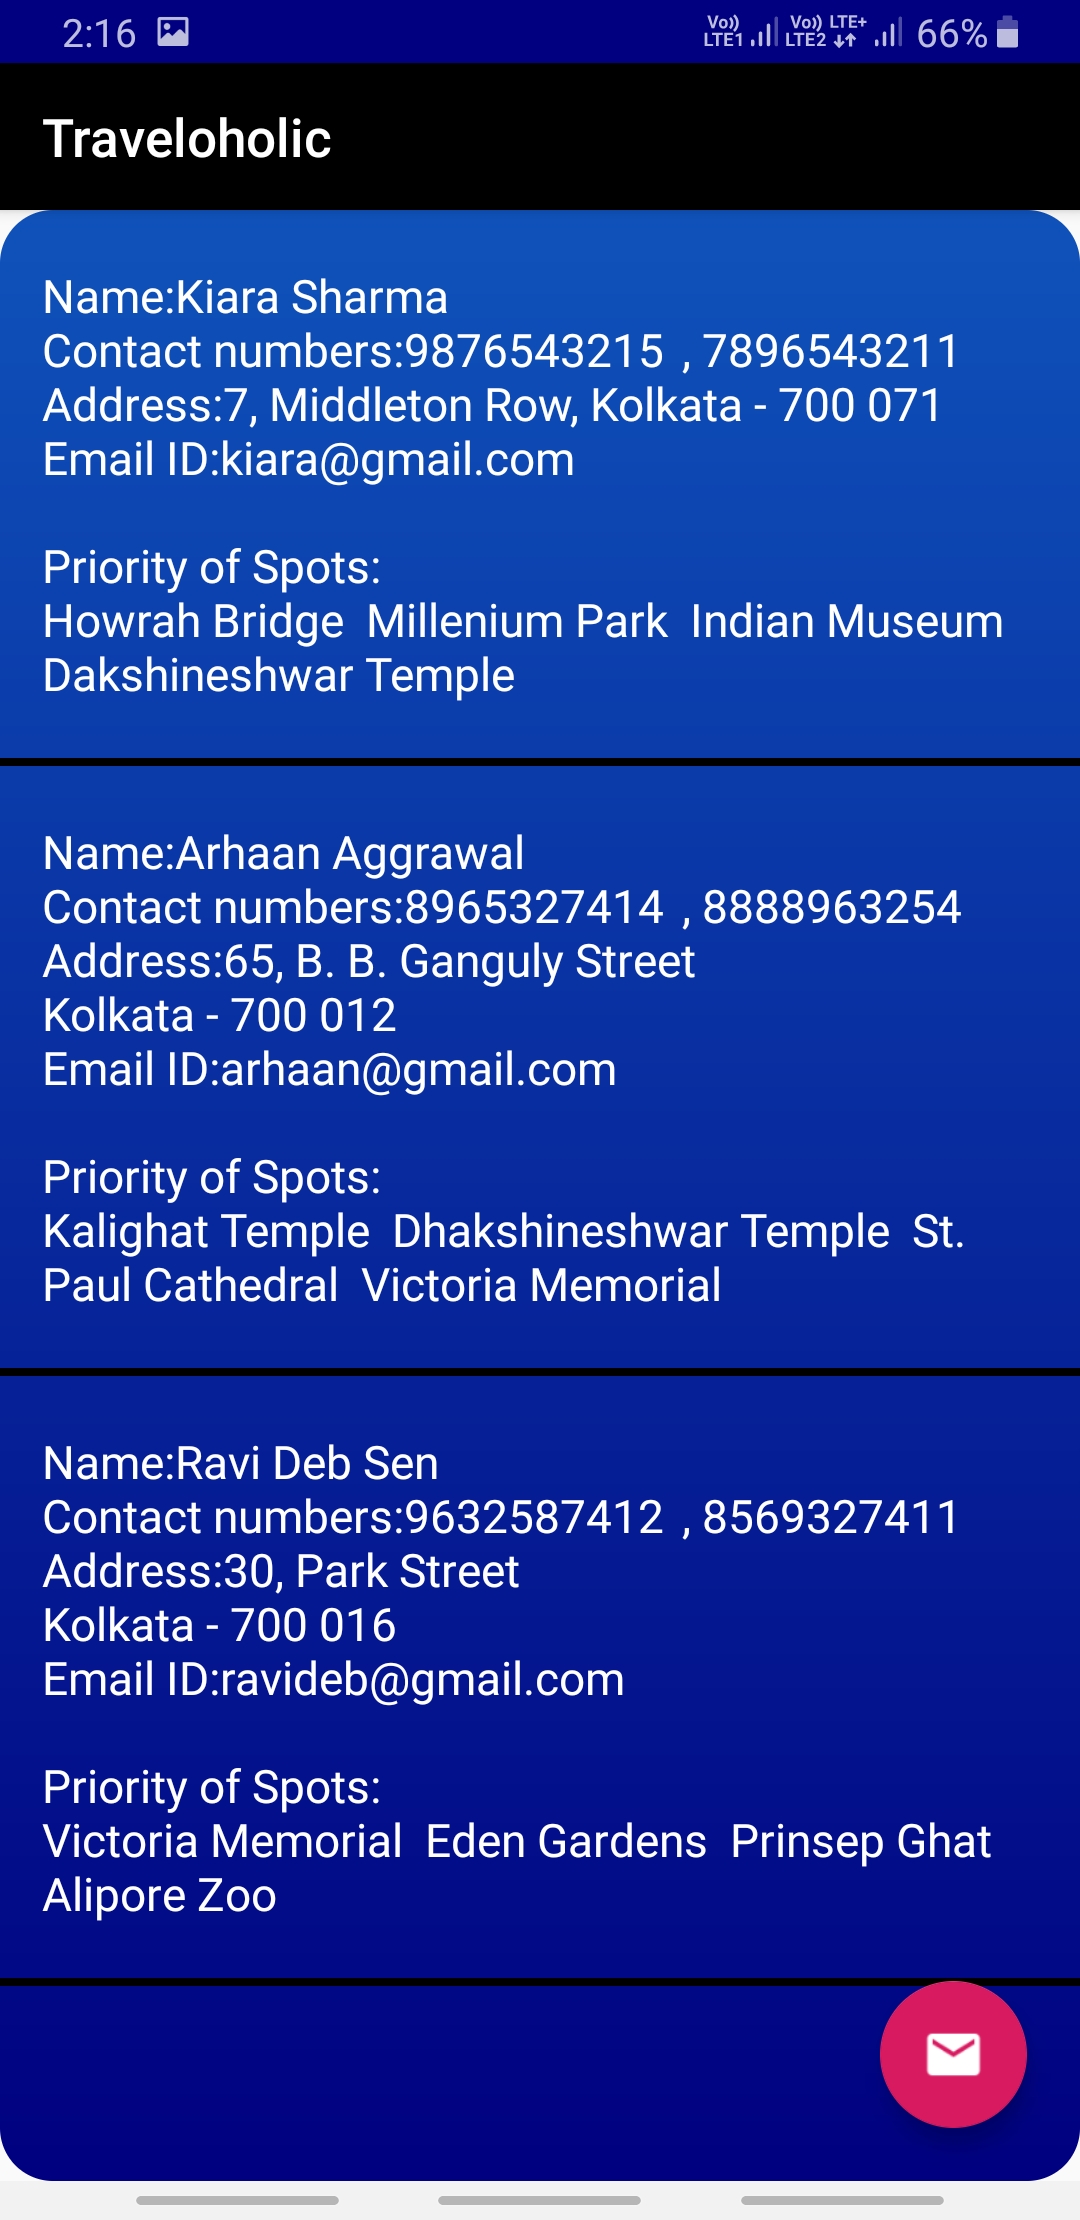 2:16 Vo)) LTE1 Vo)) LTE2 LTE+ 66%
Traveloholic
Name:Kiara Sharma
Contact numbers:9876543215 , 7896543211
Address:7, Middleton Row, Kolkata - 700 071
Email ID:kiara@gmail.com
Priority of Spots:
Howrah Bridge  Millenium Park  Indian Museum
Dakshineshwar Temple
Name:Arhaan Aggrawal
Contact numbers:8965327414 , 8888963254
Address:65, B. B. Ganguly Street
Kolkata - 700 012
Email ID:arhaan@gmail.com
Priority of Spots:
Kalighat Temple  Dhakshineshwar Temple  St.
Paul Cathedral  Victoria Memorial
Name:Ravi Deb Sen
Contact numbers:9632587412 , 8569327411
Address:30, Park Street
Kolkata - 700 016
Email ID:ravideb@gmail.com
Priority of Spots:
Victoria Memorial  Eden Gardens  Prinsep Ghat
Alipore Zoo